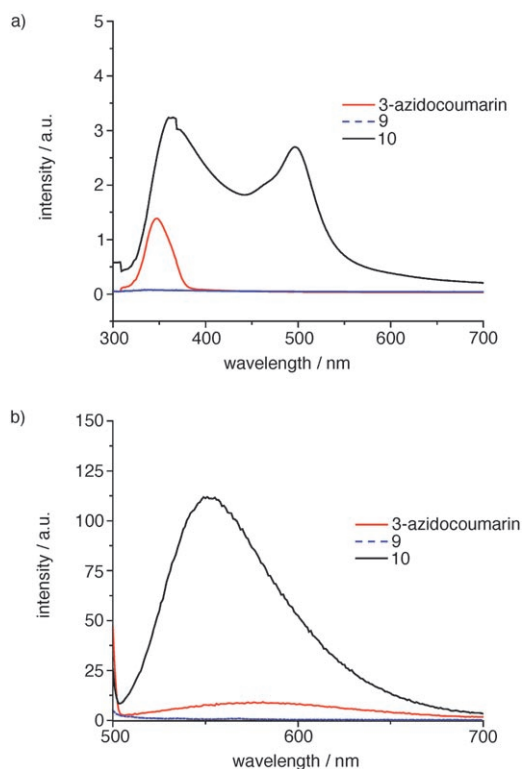 a)
5
4
3
2
1
0
intensity / a.u.
3-azidocoumarin
9
10
300 400 500 600 700
wavelength / nm
b)
150
125
100
75
50
25
0
intensity / a.u.
3-azidocoumarin
9
10
500 600 700
wavelength / nm